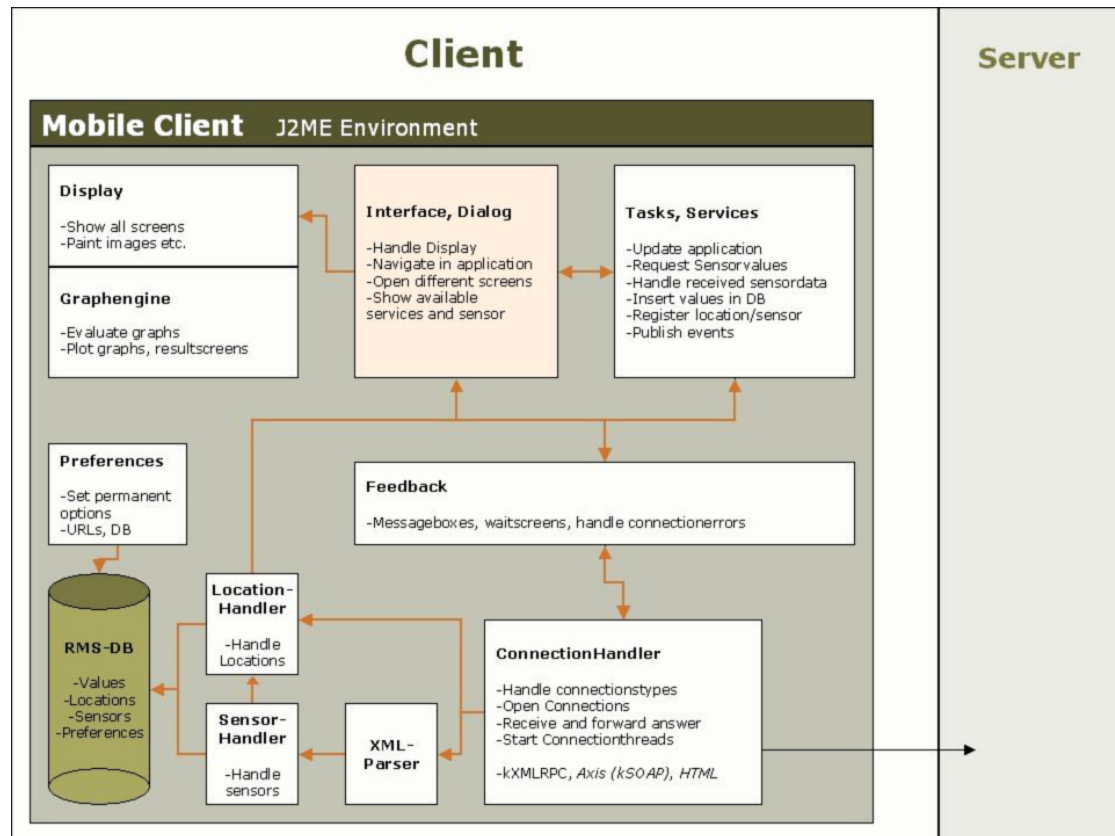 Client
Server
Mobile Client J2ME Environment
Display
-Show all screens
-Paint images etc.
Graphengine
-Evaluate graphs
-Plot graphs, resultscreens
Interface, Dialog
-Handle Display
-Navigate in application
-Open different screens
-Show available
services and sensor
Tasks, Services
-Update application
-Request Sensorvalues
-Handle received sensordata
-Insert values in DB
-Register location/sensor
-Publish events
Preferences
-Set permanent
options
-URLs, DB
Feedback
-Messageboxes, waitscreens, handle connectionerrors
RMS-DB
-Values
-Locations
-Sensors
-Preferences
Location-
Handler
-Handle
Locations
Sensor-
Handler
-Handle
sensors
XML-
Parser
ConnectionHandler
-Handle connectionstypes
-Open Connections
-Receive and forward answer
-Start Connectionthreads
-kXMLRPC, Axis (kSOAP), HTML